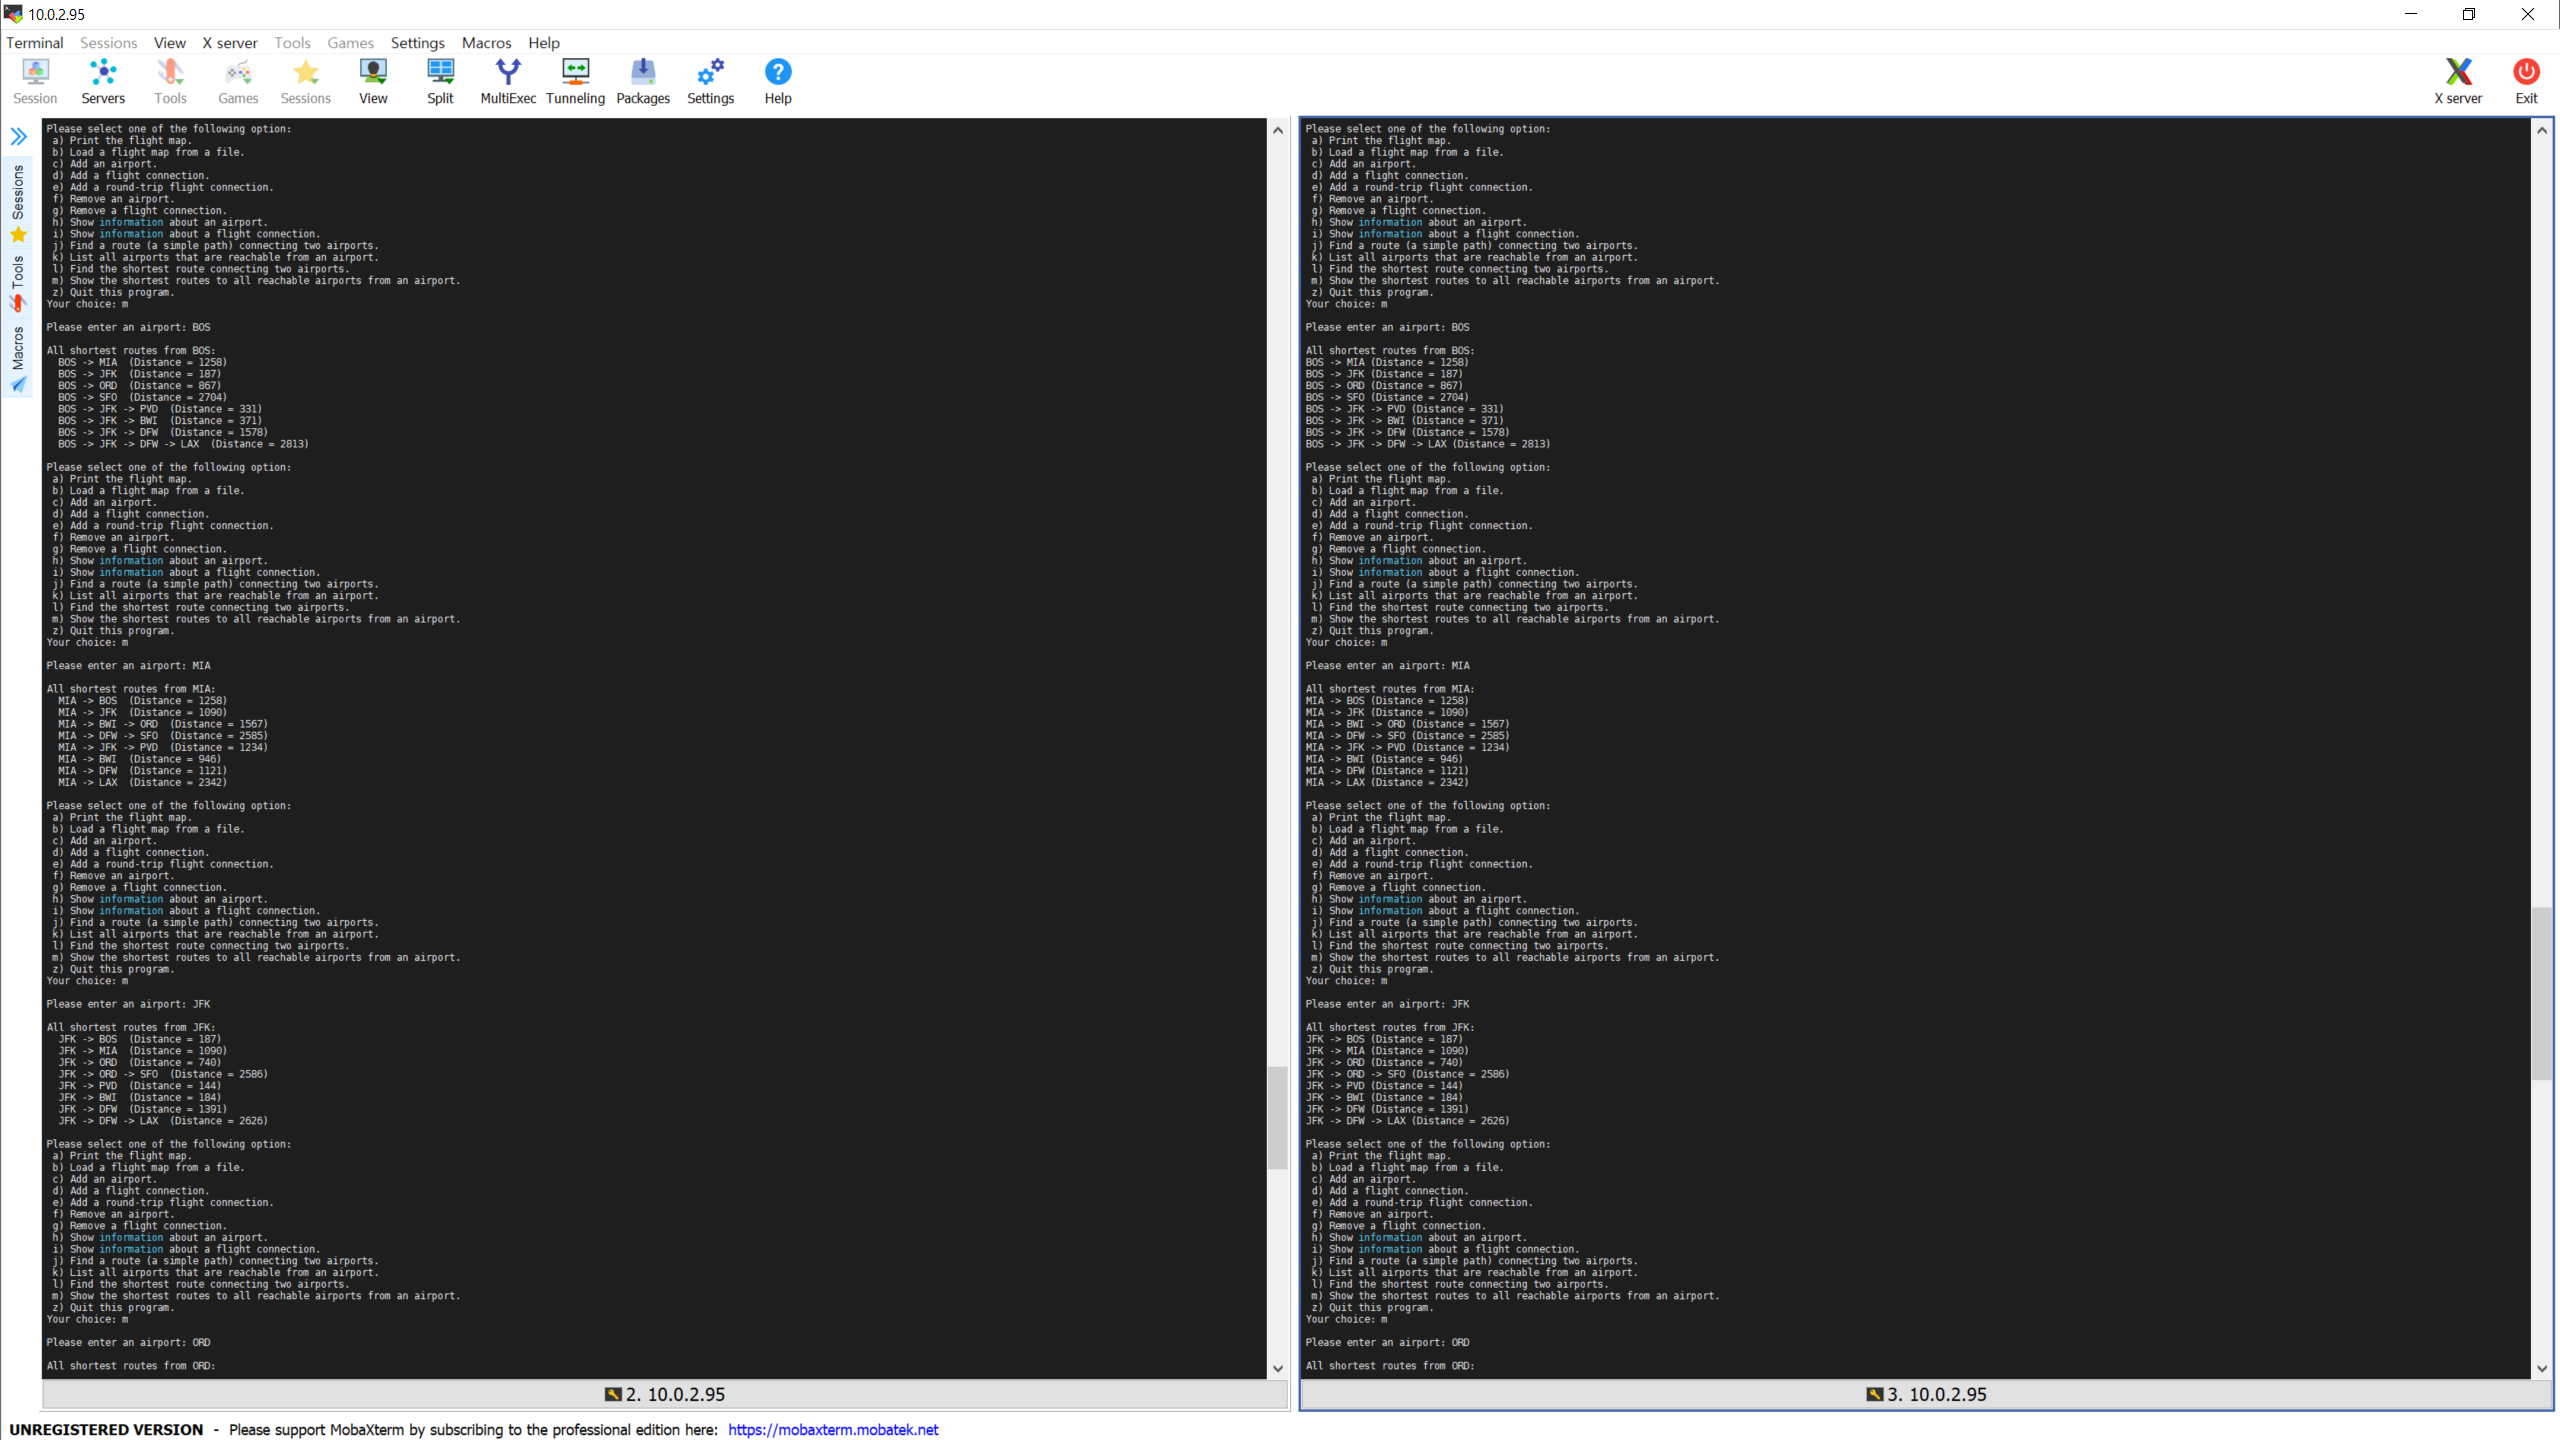 10.0.2.95
Terminal Sessions View X server Tools Games Settings Macros Help
Session Servers Tools Games Sessions View Split MultiExec Tunneling Packages Settings Help X server Exit
Sessions
Tools
Macros
Please select one of the following option:
a) Print the flight map.
b) Load a flight map from a file.
c) Add an airport.
d) Add a flight connection.
e) Add a round-trip flight connection.
f) Remove an airport.
g) Remove a flight connection.
h) Show information about an airport.
i) Show information about a flight connection.
j) Find a route (a simple path) connecting two airports.
k) List all airports that are reachable from an airport.
l) Find the shortest route connecting two airports.
m) Show the shortest routes to all reachable airports from an airport.
z) Quit this program.
Your choice: m
Please enter an airport: BOS
All shortest routes from BOS:
BOS -> MIA  (Distance = 1258)
BOS -> JFK  (Distance = 187)
BOS -> ORD  (Distance = 867)
BOS -> SFO  (Distance = 2704)
BOS -> JFK -> PVD  (Distance = 331)
BOS -> JFK -> BWI  (Distance = 371)
BOS -> JFK -> DFW  (Distance = 1578)
BOS -> JFK -> DFW -> LAX  (Distance = 2813)
Please select one of the following option:
a) Print the flight map.
b) Load a flight map from a file.
c) Add an airport.
d) Add a flight connection.
e) Add a round-trip flight connection.
f) Remove an airport.
g) Remove a flight connection.
h) Show information about an airport.
i) Show information about a flight connection.
j) Find a route (a simple path) connecting two airports.
k) List all airports that are reachable from an airport.
l) Find the shortest route connecting two airports.
m) Show the shortest routes to all reachable airports from an airport.
z) Quit this program.
Your choice: m
Please enter an airport: MIA
All shortest routes from MIA:
MIA -> BOS  (Distance = 1258)
MIA -> JFK  (Distance = 1090)
MIA -> BWI -> ORD  (Distance = 1567)
MIA -> DFW -> SFO  (Distance = 2585)
MIA -> JFK -> PVD  (Distance = 1234)
MIA -> BWI  (Distance = 946)
MIA -> DFW  (Distance = 1121)
MIA -> LAX  (Distance = 2342)
Please select one of the following option:
a) Print the flight map.
b) Load a flight map from a file.
c) Add an airport.
d) Add a flight connection.
e) Add a round-trip flight connection.
f) Remove an airport.
g) Remove a flight connection.
h) Show information about an airport.
i) Show information about a flight connection.
j) Find a route (a simple path) connecting two airports.
k) List all airports that are reachable from an airport.
l) Find the shortest route connecting two airports.
m) Show the shortest routes to all reachable airports from an airport.
z) Quit this program.
Your choice: m
Please enter an airport: JFK
All shortest routes from JFK:
JFK -> BOS  (Distance = 187)
JFK -> MIA  (Distance = 1090)
JFK -> ORD  (Distance = 740)
JFK -> ORD -> SFO  (Distance = 2586)
JFK -> PVD  (Distance = 144)
JFK -> BWI  (Distance = 184)
JFK -> DFW  (Distance = 1391)
JFK -> DFW -> LAX  (Distance = 2626)
Please select one of the following option:
a) Print the flight map.
b) Load a flight map from a file.
c) Add an airport.
d) Add a flight connection.
e) Add a round-trip flight connection.
f) Remove an airport.
g) Remove a flight connection.
h) Show information about an airport.
i) Show information about a flight connection.
j) Find a route (a simple path) connecting two airports.
k) List all airports that are reachable from an airport.
l) Find the shortest route connecting two airports.
m) Show the shortest routes to all reachable airports from an airport.
z) Quit this program.
Your choice: m
Please enter an airport: ORD
All shortest routes from ORD:
2. 10.0.2.95
Please select one of the following option:
a) Print the flight map.
b) Load a flight map from a file.
c) Add an airport.
d) Add a flight connection.
e) Add a round-trip flight connection.
f) Remove an airport.
g) Remove a flight connection.
h) Show information about an airport.
i) Show information about a flight connection.
j) Find a route (a simple path) connecting two airports.
k) List all airports that are reachable from an airport.
l) Find the shortest route connecting two airports.
m) Show the shortest routes to all reachable airports from an airport.
z) Quit this program.
Your choice: m
Please enter an airport: BOS
All shortest routes from BOS:
BOS -> MIA (Distance = 1258)
BOS -> JFK (Distance = 187)
BOS -> ORD (Distance = 867)
BOS -> SFO (Distance = 2704)
BOS -> JFK -> PVD (Distance = 331)
BOS -> JFK -> BWI (Distance = 371)
BOS -> JFK -> DFW (Distance = 1578)
BOS -> JFK -> DFW -> LAX (Distance = 2813)
Please select one of the following option:
a) Print the flight map.
b) Load a flight map from a file.
c) Add an airport.
d) Add a flight connection.
e) Add a round-trip flight connection.
f) Remove an airport.
g) Remove a flight connection.
h) Show information about an airport.
i) Show information about a flight connection.
j) Find a route (a simple path) connecting two airports.
k) List all airports that are reachable from an airport.
l) Find the shortest route connecting two airports.
m) Show the shortest routes to all reachable airports from an airport.
z) Quit this program.
Your choice: m
Please enter an airport: MIA
All shortest routes from MIA:
MIA -> BOS (Distance = 1258)
MIA -> JFK (Distance = 1090)
MIA -> BWI -> ORD (Distance = 1567)
MIA -> DFW -> SFO (Distance = 2585)
MIA -> JFK -> PVD (Distance = 1234)
MIA -> BWI (Distance = 946)
MIA -> DFW (Distance = 1121)
MIA -> LAX (Distance = 2342)
Please select one of the following option:
a) Print the flight map.
b) Load a flight map from a file.
c) Add an airport.
d) Add a flight connection.
e) Add a round-trip flight connection.
f) Remove an airport.
g) Remove a flight connection.
h) Show information about an airport.
i) Show information about a flight connection.
j) Find a route (a simple path) connecting two airports.
k) List all airports that are reachable from an airport.
l) Find the shortest route connecting two airports.
m) Show the shortest routes to all reachable airports from an airport.
z) Quit this program.
Your choice: m
Please enter an airport: JFK
All shortest routes from JFK:
JFK -> BOS (Distance = 187)
JFK -> MIA (Distance = 1090)
JFK -> ORD (Distance = 740)
JFK -> ORD -> SFO (Distance = 2586)
JFK -> PVD (Distance = 144)
JFK -> BWI (Distance = 184)
JFK -> DFW (Distance = 1391)
JFK -> DFW -> LAX (Distance = 2626)
Please select one of the following option:
a) Print the flight map.
b) Load a flight map from a file.
c) Add an airport.
d) Add a flight connection.
e) Add a round-trip flight connection.
f) Remove an airport.
g) Remove a flight connection.
h) Show information about an airport.
i) Show information about a flight connection.
j) Find a route (a simple path) connecting two airports.
k) List all airports that are reachable from an airport.
l) Find the shortest route connecting two airports.
m) Show the shortest routes to all reachable airports from an airport.
z) Quit this program.
Your choice: m
Please enter an airport: ORD
All shortest routes from ORD:
3. 10.0.2.95
UNREGISTERED VERSION - Please support MobaXterm by subscribing to the professional edition here: https://mobaxterm.mobatek.net